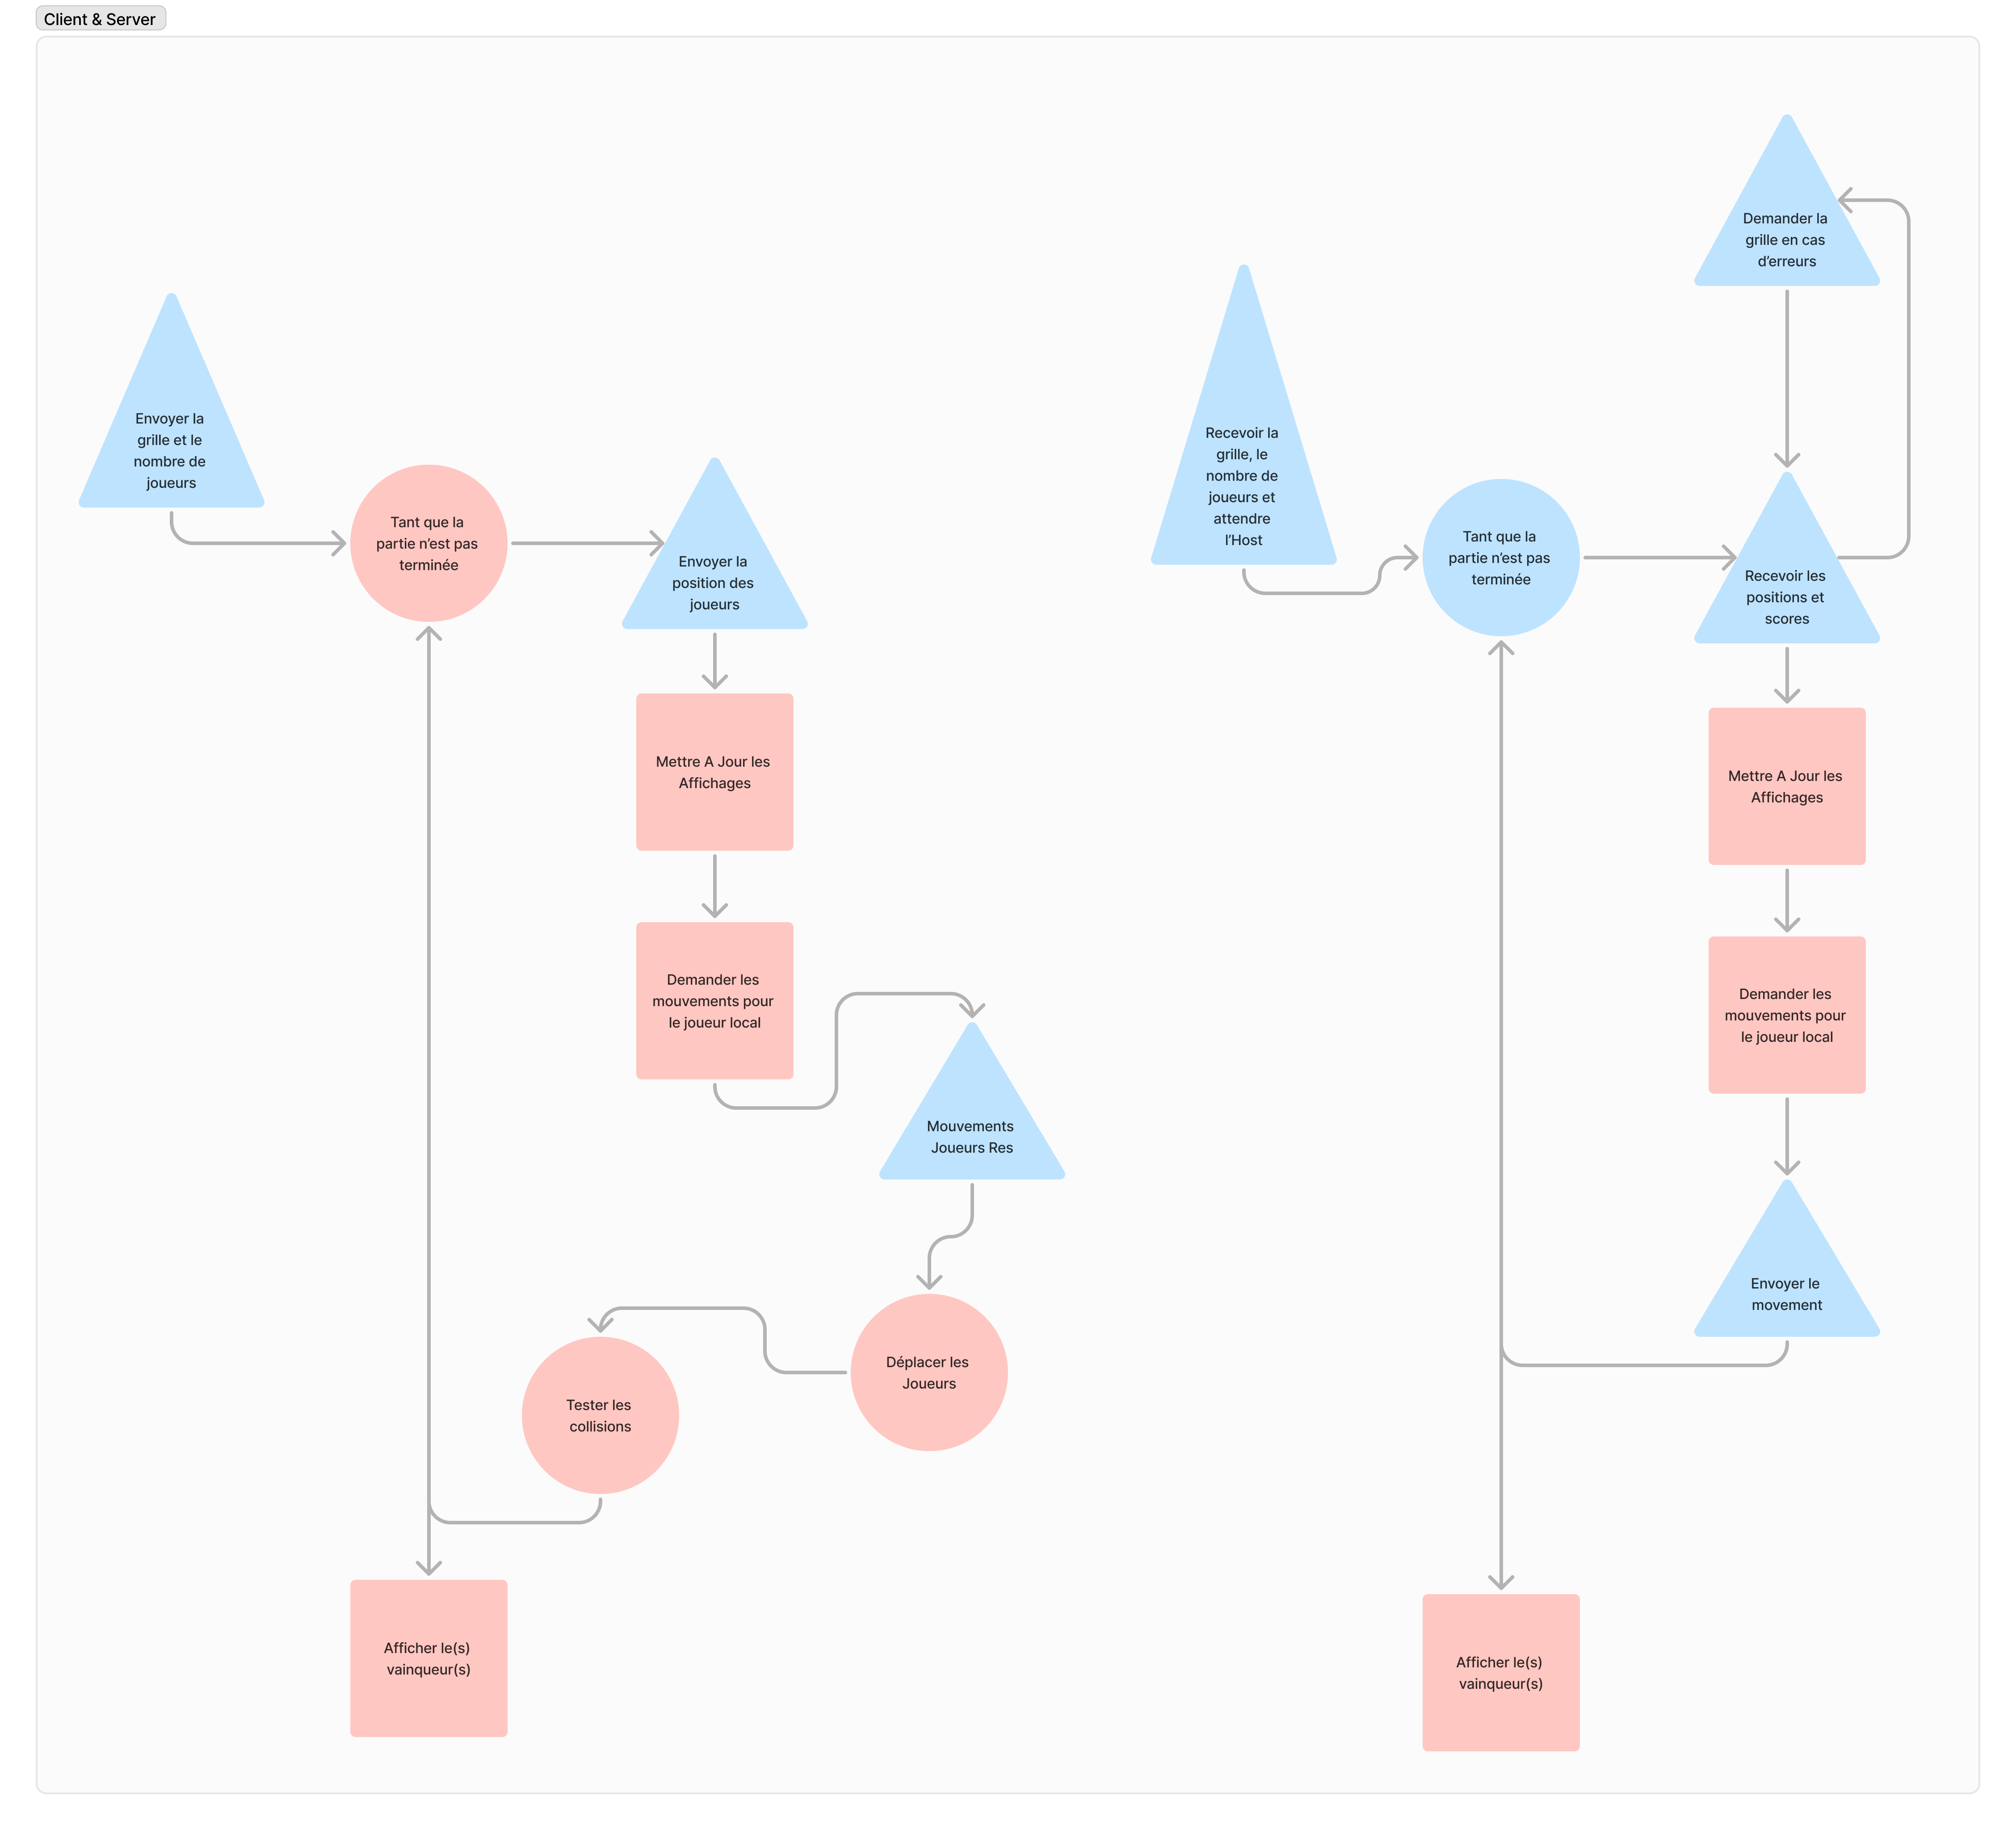 Client & Server
Envoyer la
grille et le
nombre de
joueurs
Tant que la
partie n’est pas
terminée
Envoyer la
position des
joueurs
Mettre A Jour les
Affichages
Demander les
mouvements pour
le joueur local
Mouvements
Joueurs Res
Déplacer les
Joueurs
Tester les
collisions
Afficher le(s)
vainqueur(s)
Recevoir la
grille, le
nombre de
joueurs et
attendre
l’Host
Tant que la
partie n’est pas
terminée
Demander la
grille en cas
d’erreurs
Recevoir les
positions et
scores
Mettre A Jour les
Affichages
Demander les
mouvements pour
le joueur local
Envoyer le
movement
Afficher le(s)
vainqueur(s)